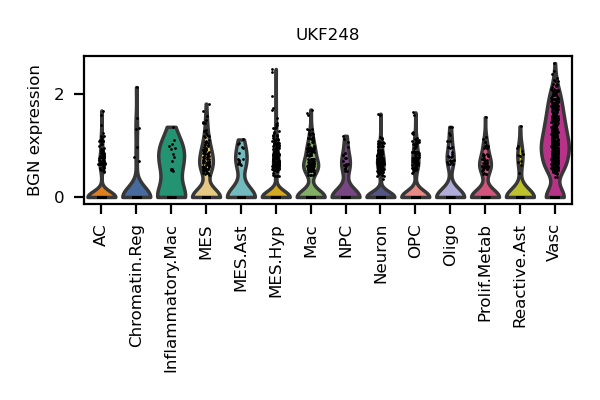 UKF248
BGN expression
2
0
AC
Chromatin.Reg
Inflammatory.Mac
MES
MES.Ast
MES.Hyp
Mac
NPC
Neuron
OPC
Oligo
Prolif.Metab
Reactive.Ast
Vasc